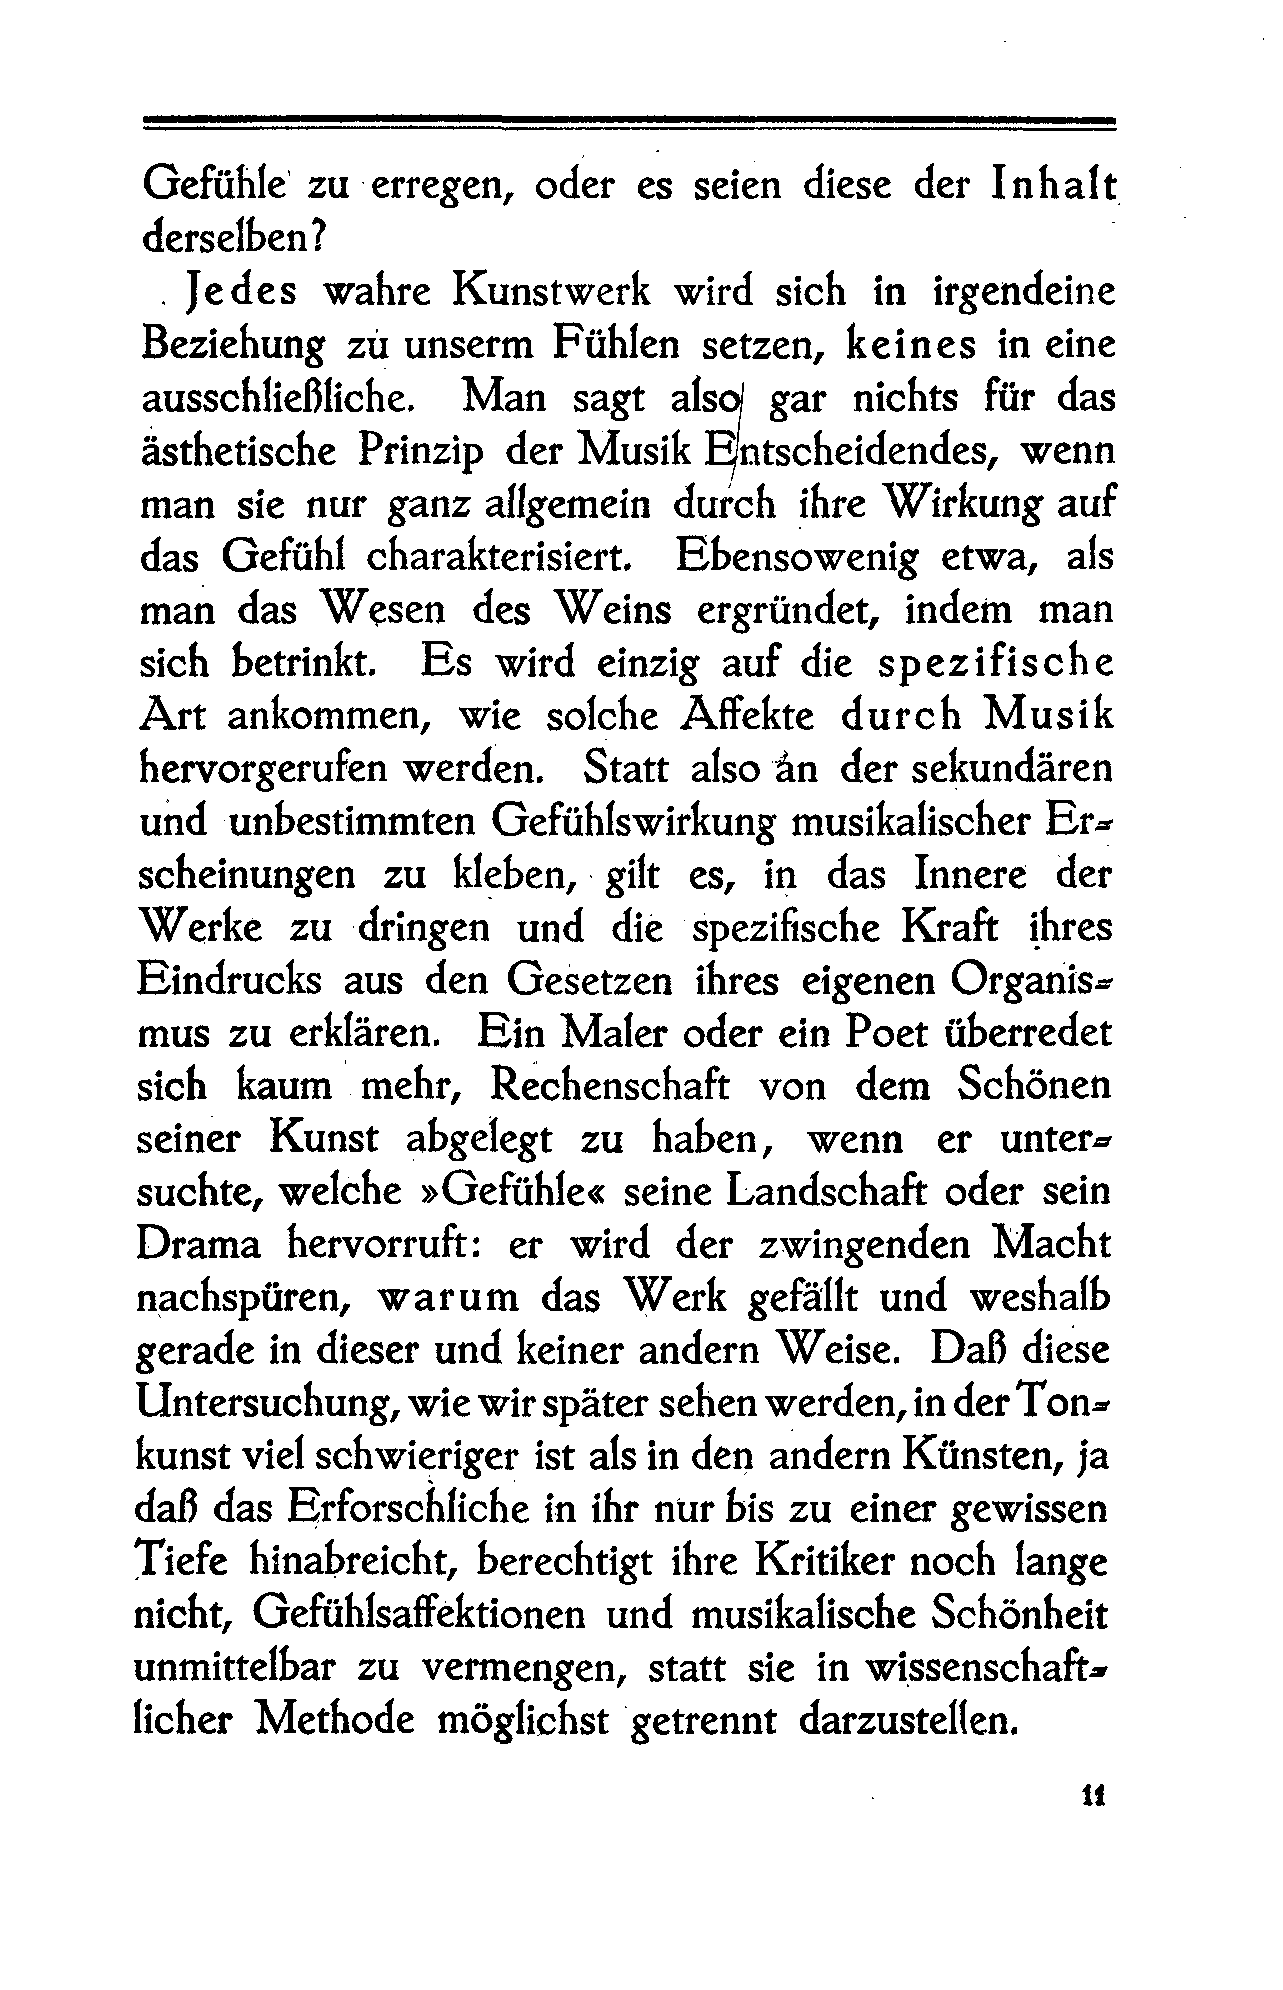 Gefühle zu erregen, oder es seien diese der Inhalt
derselben?
Jedes wahre Kunstwerk wird sich in irgendeine
Beziehung zu unserm Fühlen setzen, keines in eine
ausschließliche. Man sagt also gar nichts für das
ästhetische Prinzip der Musik Entscheidendes, wenn
man sie nur ganz allgemein durch ihre Wirkung auf
das Gefühl charakterisiert. Ebensowenig etwa, als
man das Wesen des Weins ergründet, indem man
sich betrinkt. Es wird einzig auf die spezifische
Art ankommen, wie solche Affekte durch Musik
hervorgerufen werden. Statt also an der sekundären
und unbestimmten Gefühlswirkung musikalischer Er-
scheinungen zu kleben, gilt es, in das Innere der
Werke zu dringen und die spezifische Kraft ihres
Eindrucks aus den Gesetzen ihres eigenen Organis-
mus zu erklären. Ein Maler oder ein Poet überredet
sich kaum mehr, Rechenschaft von dem Schönen
seiner Kunst abgelegt zu haben, wenn er unter-
suchte, welche »Gefühle« seine Landschaft oder sein
Drama hervorruft: er wird der zwingenden Macht
nachspüren, warum das Werk gefällt und weshalb
gerade in dieser und keiner andern Weise. Daß diese
Untersuchung, wie wir später sehen werden, in der Ton-
kunst viel schwieriger ist als in den andern Künsten, ja
daß das Erforschliche in ihr nur bis zu einer gewissen
Tiefe hinabreicht, berechtigt ihre Kritiker noch lange
nicht, Gefühlsaffektionen und musikalische Schönheit
unmittelbar zu vermengen, statt sie in wissenschaft-
licher Methode möglichst getrennt darzustellen.
11